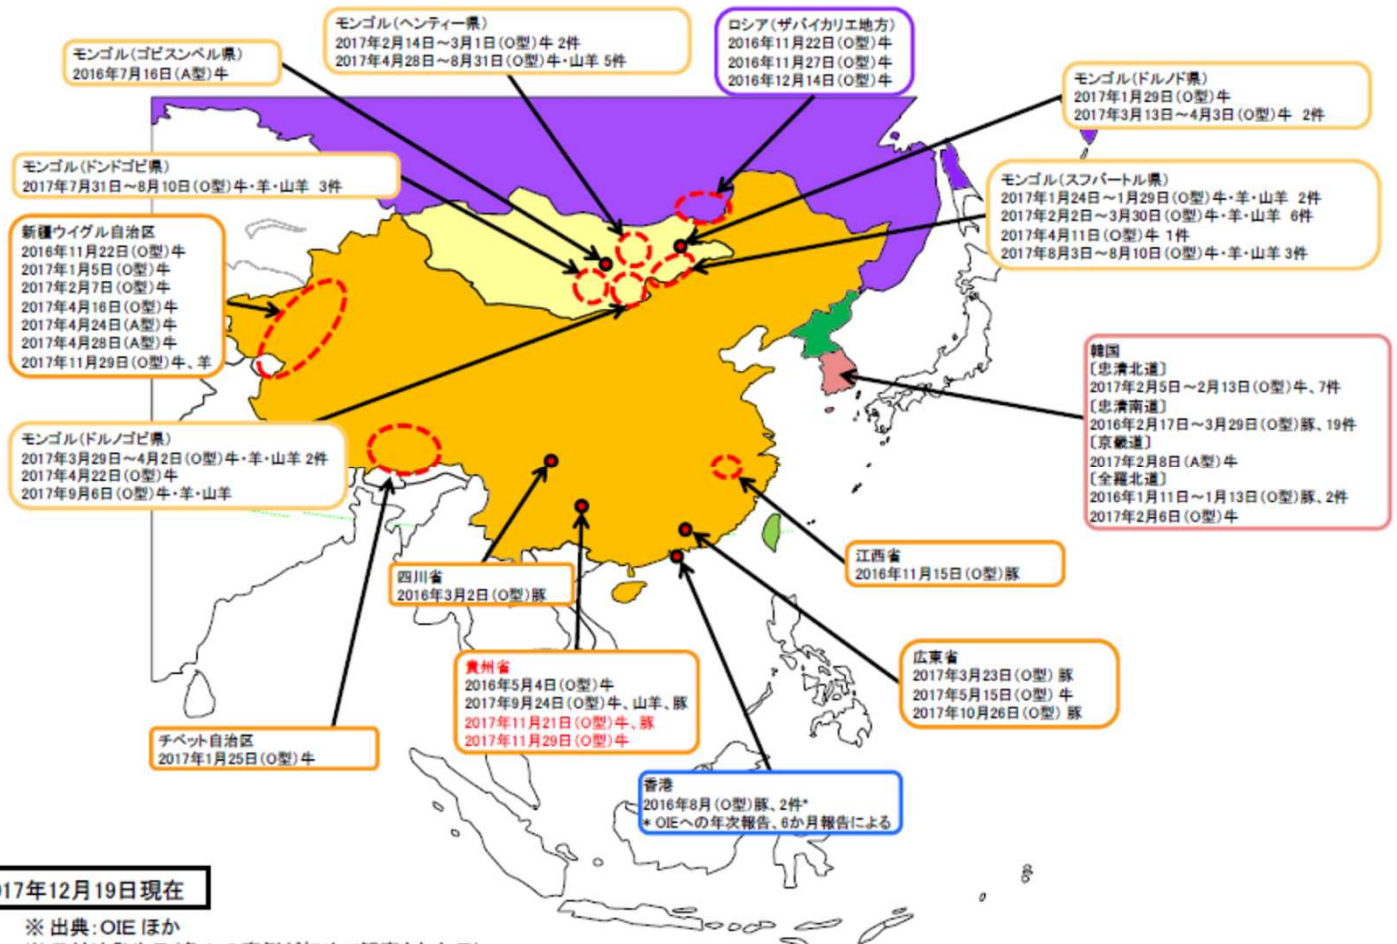 モンゴル(ヘンティー県)
2017年2月14日～3月1日(O型)牛 2件
2017年4月28日～8月31日(O型)牛・山羊 5件
ロシア(ザバイカリエ地方)
2016年11月22日(O型)牛
2016年11月27日(O型)牛
2016年12月14日(O型)牛
モンゴル(ゴビスンベル県)
2016年7月16日(A型)牛
モンゴル(ドルノド県)
2017年1月29日(O型)牛
2017年3月13日～4月3日(O型)牛 2件
モンゴル(ドンドゴビ県)
2017年7月31日～8月10日(O型)牛・羊・山羊 3件
モンゴル(スフバートル県)
2017年1月24日～1月29日(O型)牛・羊・山羊 2件
2017年2月2日～3月30日(O型)牛・羊・山羊 6件
2017年4月11日(O型)牛 1件
2017年8月3日～8月10日(O型)牛・羊・山羊 3件
新疆ウイグル自治区
2016年11月22日(O型)牛
2017年1月5日(O型)牛
2017年2月7日(O型)牛
2017年4月16日(O型)牛
2017年4月24日(A型)牛
2017年4月28日(A型)牛
2017年11月29日(O型)牛、羊
韓国
[忠清北道]
2017年2月5日～2月13日(O型)牛、7件
[忠清南道]
2016年2月17日～3月29日(O型)豚、19件
[京畿道]
2017年2月8日(A型)牛
[全羅北道]
2016年1月11日～1月13日(O型)豚、2件
2017年2月6日(O型)牛
モンゴル(ドルノゴビ県)
2017年3月29日～4月2日(O型)牛・羊・山羊 2件
2017年4月22日(O型)牛
2017年9月6日(O型)牛・羊・山羊
四川省
2016年3月2日(O型)豚
江西省
2016年11月15日(O型)豚
貴州省
2016年5月4日(O型)牛
2017年9月24日(O型)牛、山羊、豚
2017年11月21日(O型)牛、豚
2017年11月29日(O型)牛
広東省
2017年3月23日(O型) 豚
2017年5月15日(O型) 牛
2017年10月26日(O型) 豚
チベット自治区
2017年1月25日(O型)牛
香港
2016年8月(O型)豚、2件*
* OIEへの年次報告、6か月報告による
17年12月19日現在
※ 出典:OIE ほか